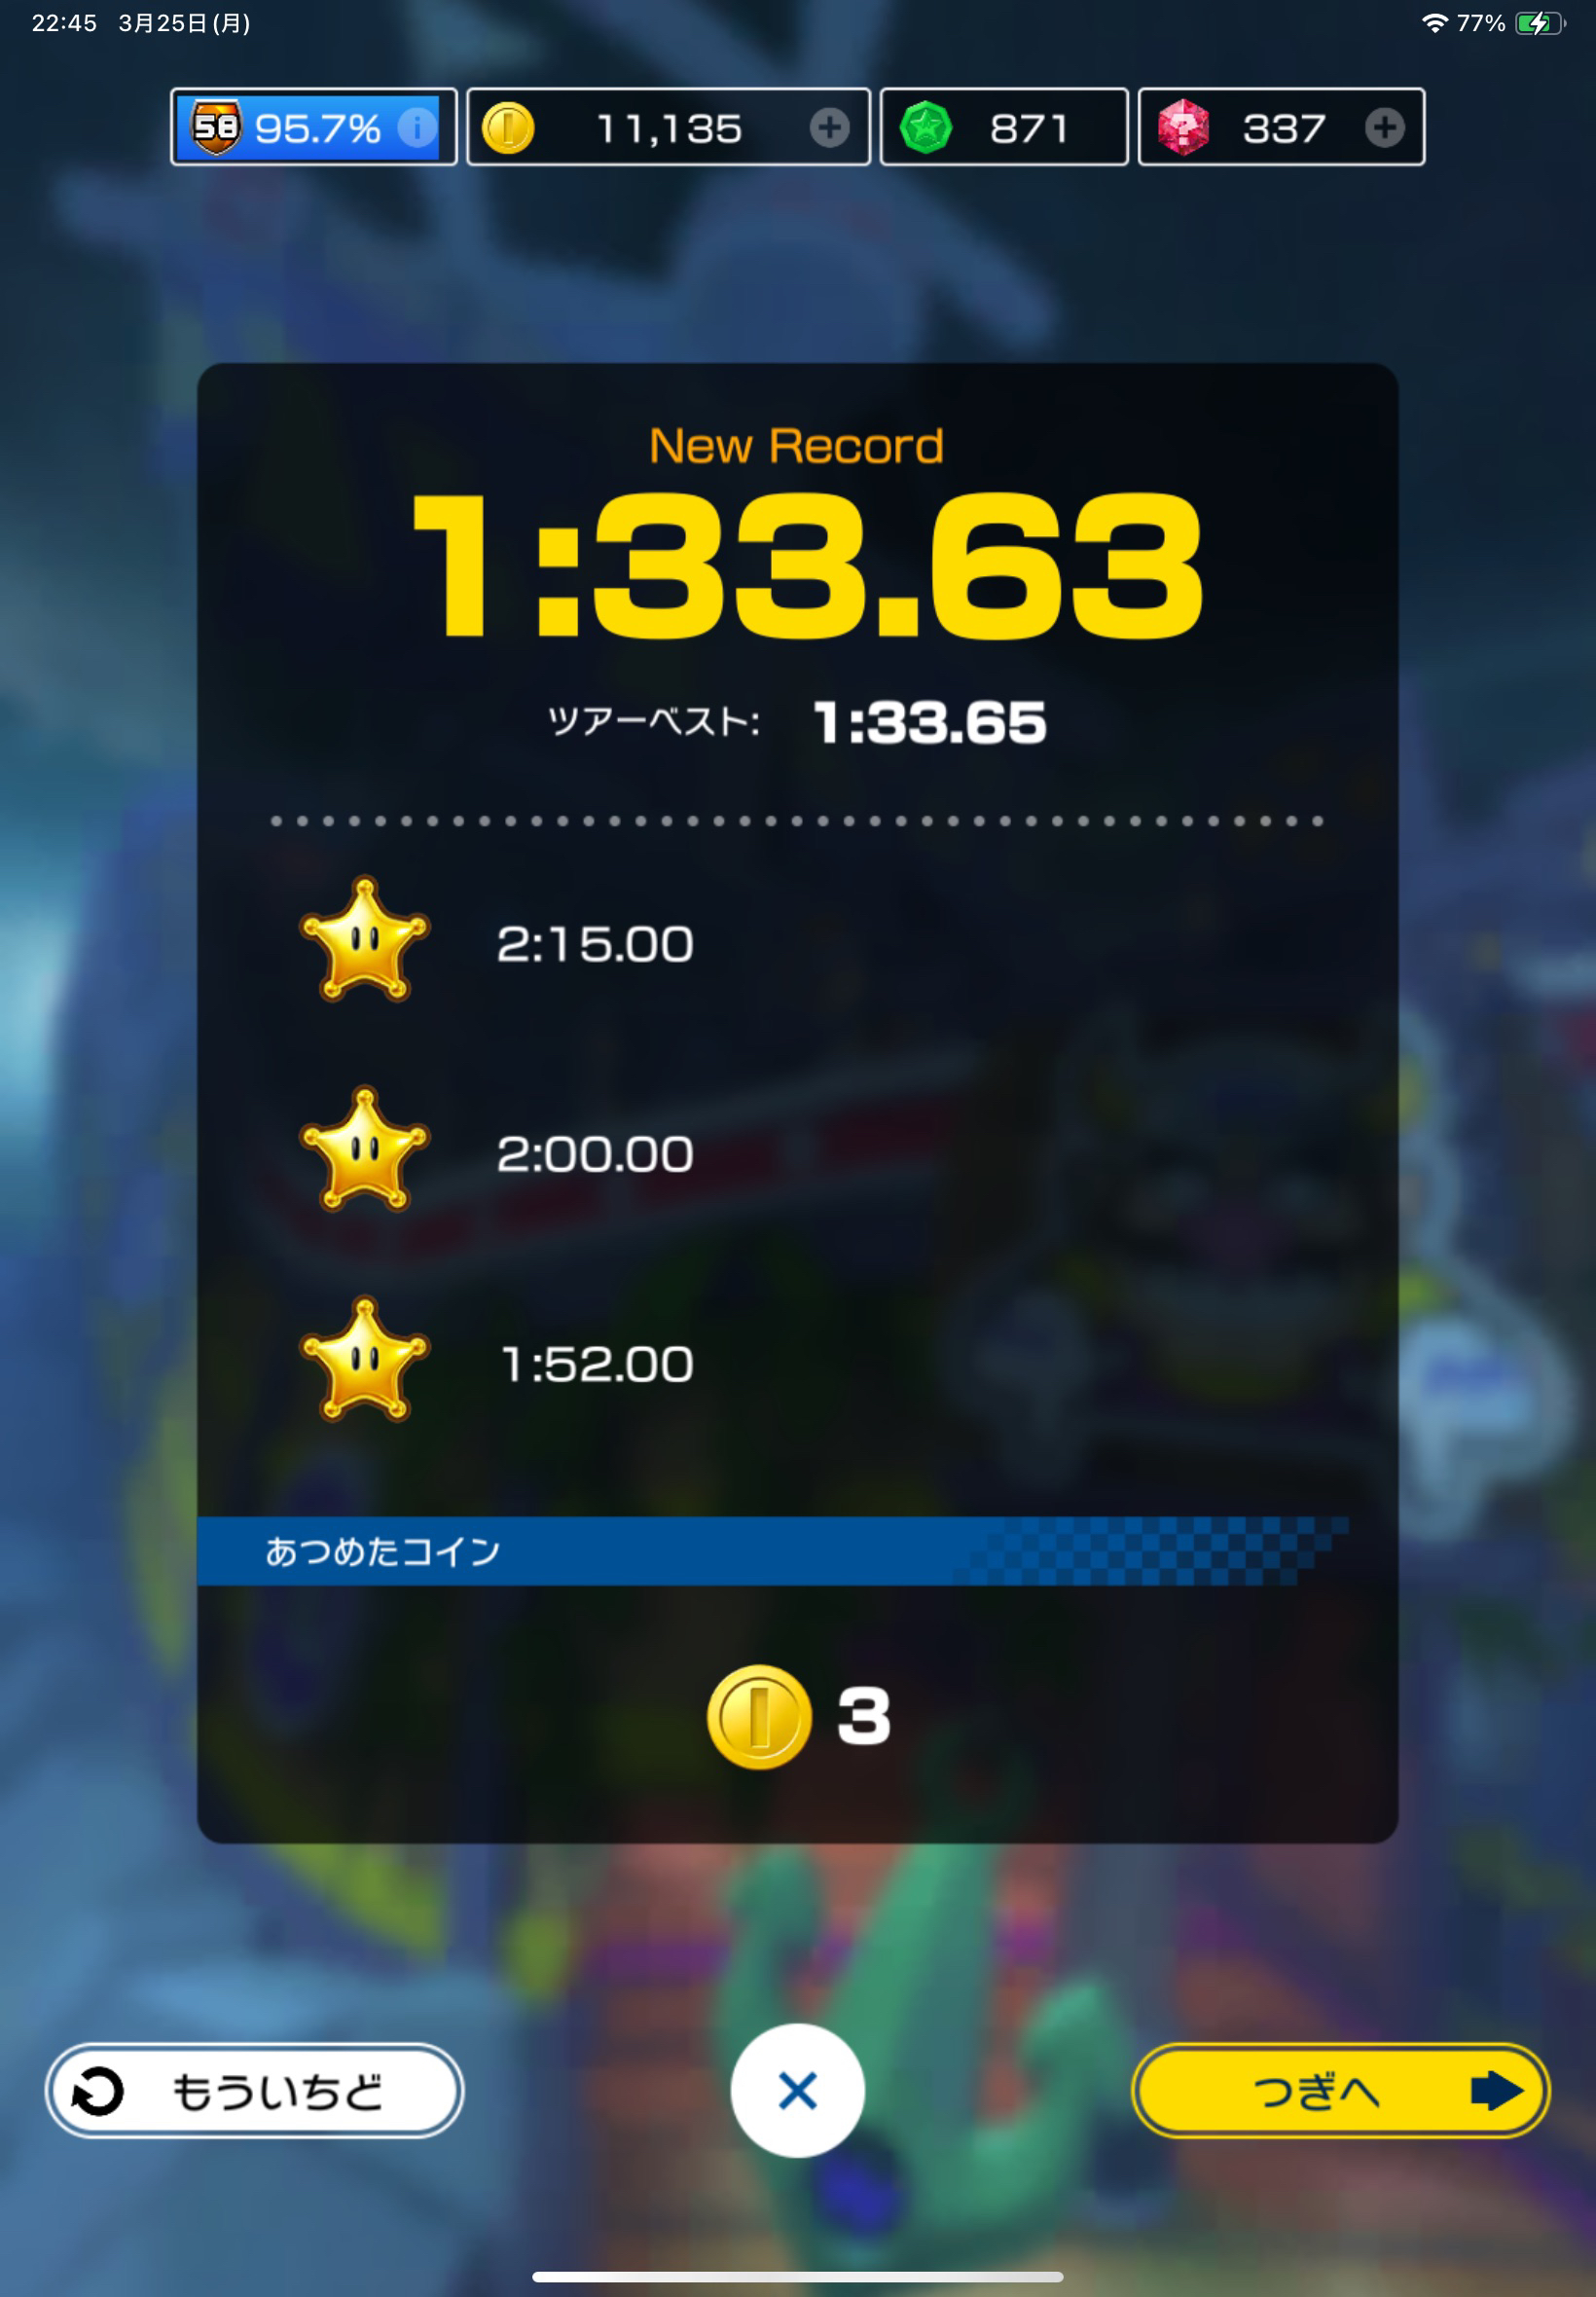 22:45 3月25日(月) 77%
58 95.7% i 11,135 + 871 ? 337 +
New Record
1:33.63
ツアーベスト: 1:33.65
2:15.00
2:00.00
1:52.00
あつめたコイン
3
もういちど × つぎへ